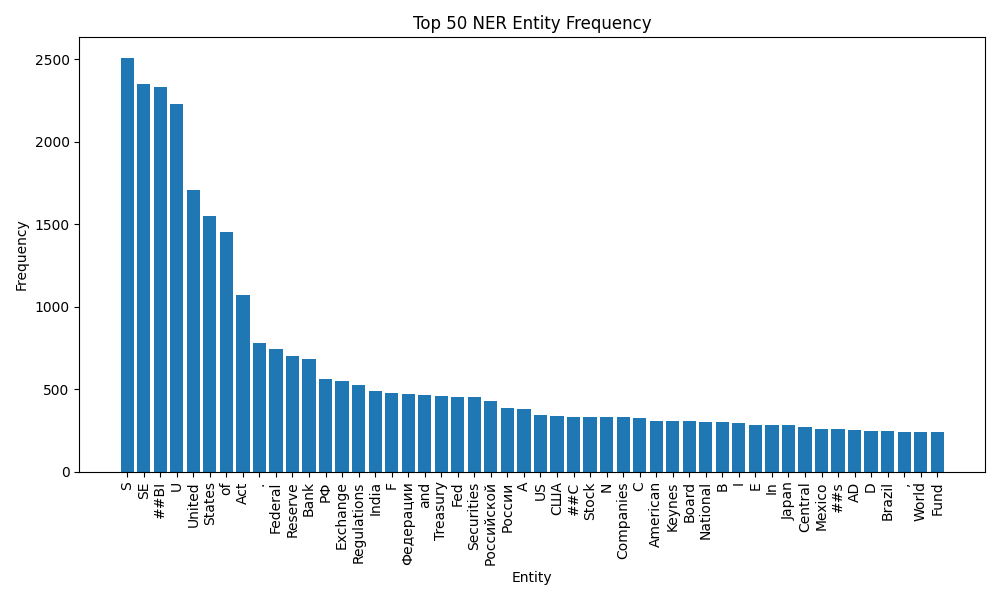 Top 50 NER Entity Frequency
Frequency
2500
2000
1500
1000
500
0
S
SE
##BI
U
United
States
of
Act
.
Federal
Reserve
Bank
РФ
Exchange
Regulations
India
F
Федерации
and
Treasury
Fed
Securities
Российской
России
A
US
США
##C
Stock
N
Companies
C
American
Keynes
Board
National
B
I
E
In
Japan
Central
Mexico
##s
AD
D
Brazil
World
Fund
Entity